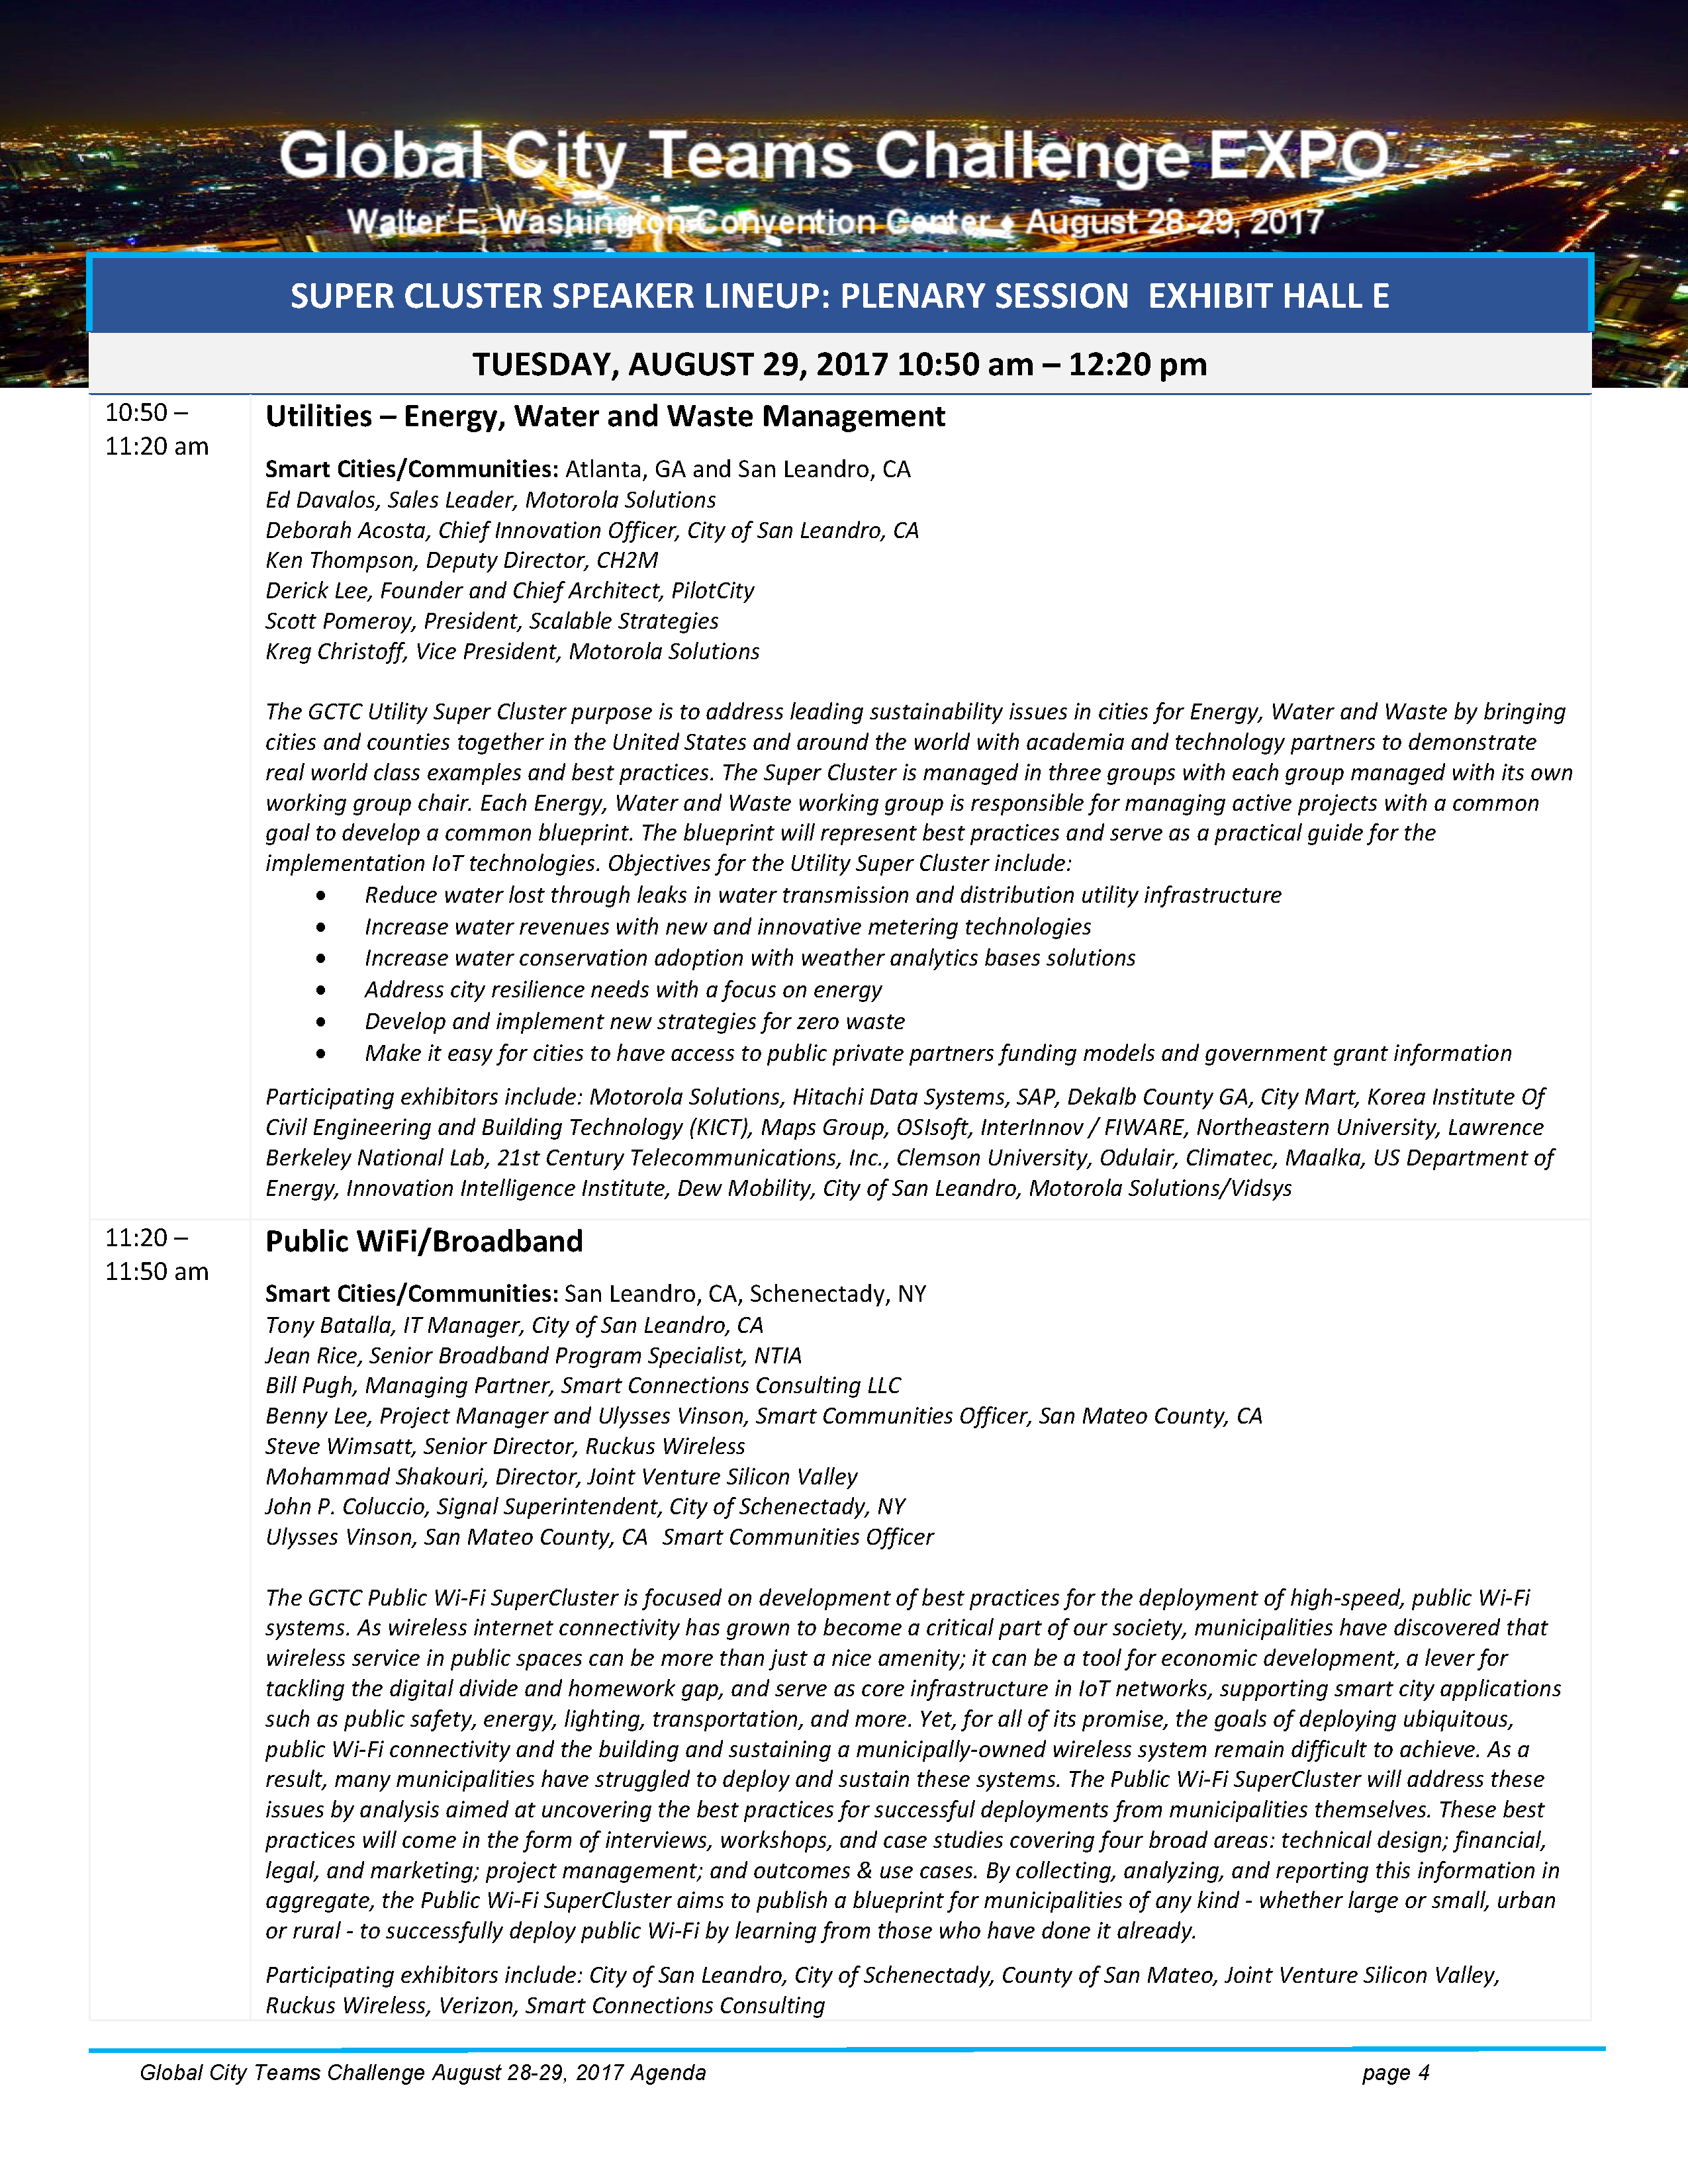 Global City Teams Challenge EXPO
Walter E. Washington Convention Center ♦ August 28-29, 2017
SUPER CLUSTER SPEAKER LINEUP: PLENARY SESSION  EXHIBIT HALL E
TUESDAY, AUGUST 29, 2017 10:50 am – 12:20 pm
10:50 –
11:20 am
Utilities – Energy, Water and Waste Management
Smart Cities/Communities: Atlanta, GA and San Leandro, CA
Ed Davalos, Sales Leader, Motorola Solutions
Deborah Acosta, Chief Innovation Officer, City of San Leandro, CA
Ken Thompson, Deputy Director, CH2M
Derick Lee, Founder and Chief Architect, PilotCity
Scott Pomeroy, President, Scalable Strategies
Kreg Christoff, Vice President, Motorola Solutions
The GCTC Utility Super Cluster purpose is to address leading sustainability issues in cities for Energy, Water and Waste by bringing
cities and counties together in the United States and around the world with academia and technology partners to demonstrate
real world class examples and best practices. The Super Cluster is managed in three groups with each group managed with its own
working group chair. Each Energy, Water and Waste working group is responsible for managing active projects with a common
goal to develop a common blueprint. The blueprint will represent best practices and serve as a practical guide for the
implementation IoT technologies. Objectives for the Utility Super Cluster include:
• Reduce water lost through leaks in water transmission and distribution utility infrastructure
• Increase water revenues with new and innovative metering technologies
• Increase water conservation adoption with weather analytics bases solutions
• Address city resilience needs with a focus on energy
• Develop and implement new strategies for zero waste
• Make it easy for cities to have access to public private partners funding models and government grant information
Participating exhibitors include: Motorola Solutions, Hitachi Data Systems, SAP, Dekalb County GA, City Mart, Korea Institute Of
Civil Engineering and Building Technology (KICT), Maps Group, OSIsoft, InterInnov / FIWARE, Northeastern University, Lawrence
Berkeley National Lab, 21st Century Telecommunications, Inc., Clemson University, Odulair, Climatec, Maalka, US Department of
Energy, Innovation Intelligence Institute, Dew Mobility, City of San Leandro, Motorola Solutions/Vidsys
11:20 –
11:50 am
Public WiFi/Broadband
Smart Cities/Communities: San Leandro, CA, Schenectady, NY
Tony Batalla, IT Manager, City of San Leandro, CA
Jean Rice, Senior Broadband Program Specialist, NTIA
Bill Pugh, Managing Partner, Smart Connections Consulting LLC
Benny Lee, Project Manager and Ulysses Vinson, Smart Communities Officer, San Mateo County, CA
Steve Wimsatt, Senior Director, Ruckus Wireless
Mohammad Shakouri, Director, Joint Venture Silicon Valley
John P. Coluccio, Signal Superintendent, City of Schenectady, NY
Ulysses Vinson, San Mateo County, CA  Smart Communities Officer
The GCTC Public Wi-Fi SuperCluster is focused on development of best practices for the deployment of high-speed, public Wi-Fi
systems. As wireless internet connectivity has grown to become a critical part of our society, municipalities have discovered that
wireless service in public spaces can be more than just a nice amenity; it can be a tool for economic development, a lever for
tackling the digital divide and homework gap, and serve as core infrastructure in IoT networks, supporting smart city applications
such as public safety, energy, lighting, transportation, and more. Yet, for all of its promise, the goals of deploying ubiquitous,
public Wi-Fi connectivity and the building and sustaining a municipally-owned wireless system remain difficult to achieve. As a
result, many municipalities have struggled to deploy and sustain these systems. The Public Wi-Fi SuperCluster will address these
issues by analysis aimed at uncovering the best practices for successful deployments from municipalities themselves. These best
practices will come in the form of interviews, workshops, and case studies covering four broad areas: technical design; financial,
legal, and marketing; project management; and outcomes & use cases. By collecting, analyzing, and reporting this information in
aggregate, the Public Wi-Fi SuperCluster aims to publish a blueprint for municipalities of any kind - whether large or small, urban
or rural - to successfully deploy public Wi-Fi by learning from those who have done it already.
Participating exhibitors include: City of San Leandro, City of Schenectady, County of San Mateo, Joint Venture Silicon Valley,
Ruckus Wireless, Verizon, Smart Connections Consulting
Global City Teams Challenge August 28-29, 2017 Agenda page 4